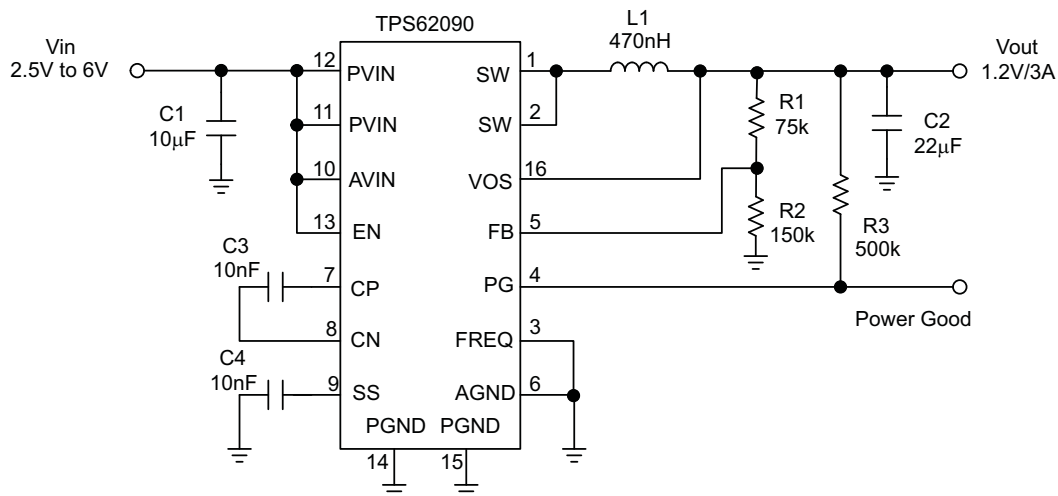 TPS62090
Vin
2.5V to 6V
C1
10μF
12
PVIN
11
PVIN
10
AVIN
13
EN
C3
10nF
7
CP
8
CN
C4
10nF
9
SS
PGND
PGND
14
15
1
SW
2
SW
16
VOS
5
FB
4
PG
3
FREQ
6
AGND
L1
470nH
R1
75k
R2
150k
R3
500k
C2
22μF
Vout
1.2V/3A
Power Good